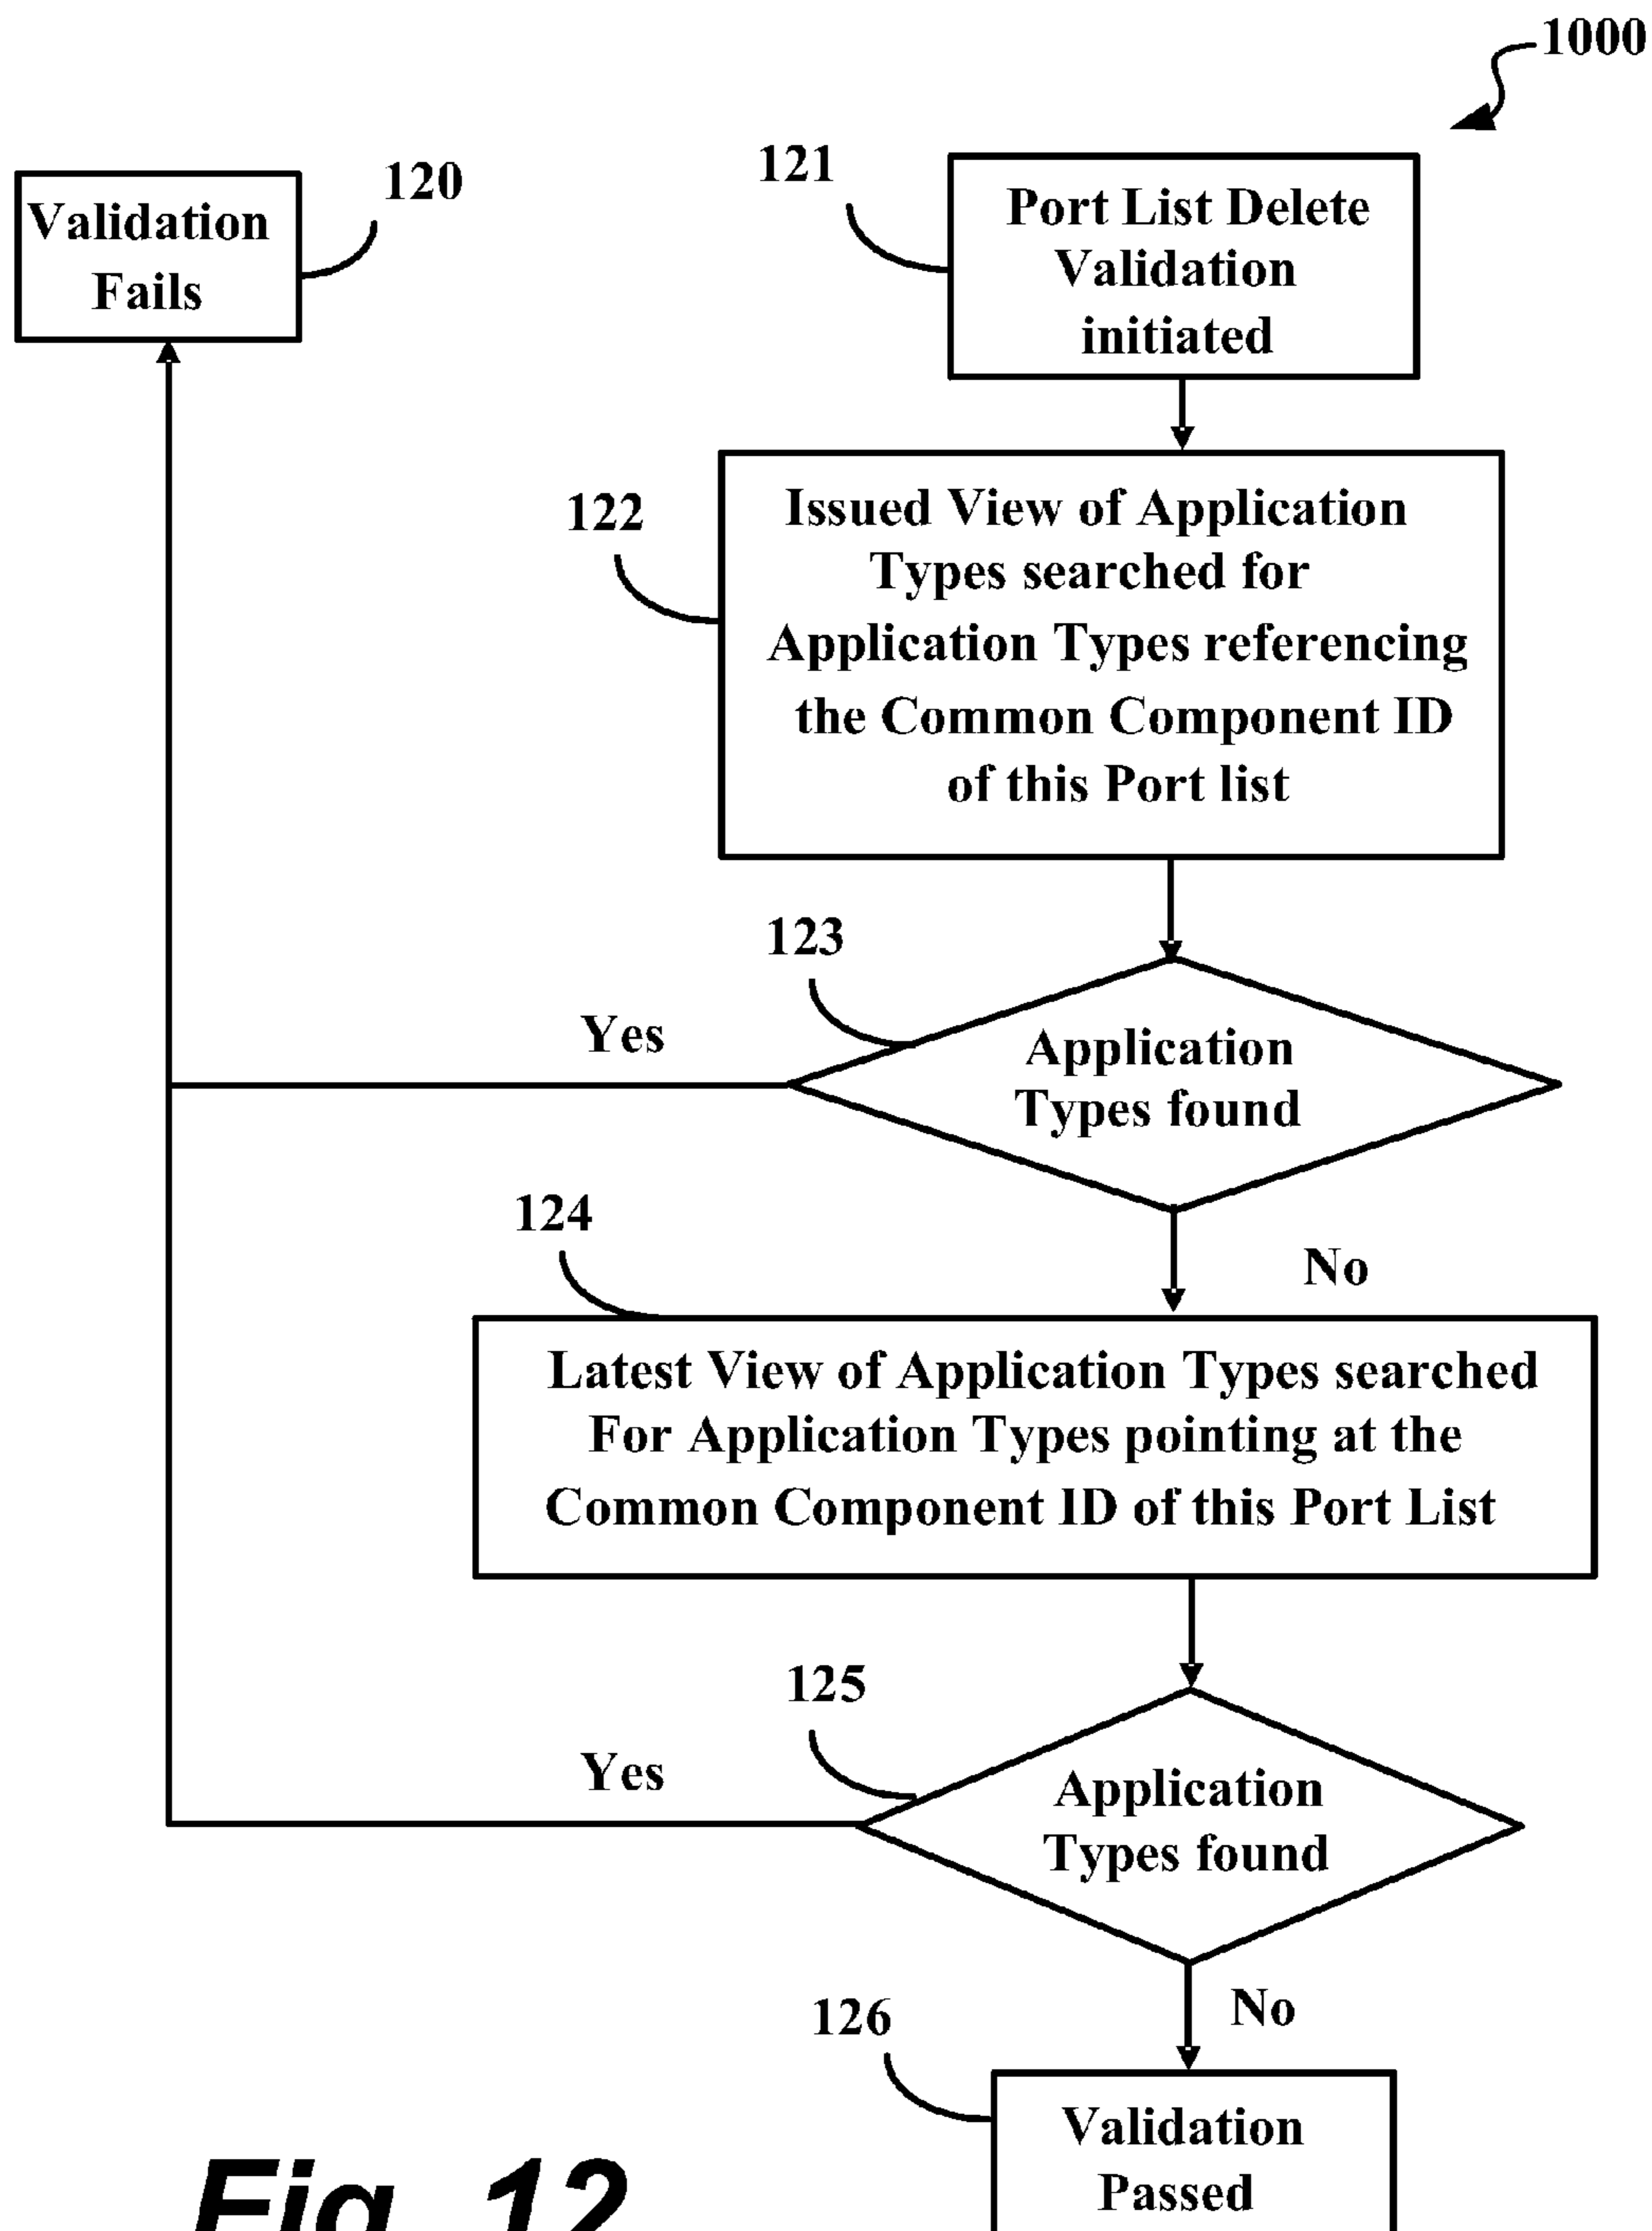 1000
120
Validation
Fails
121
Port List Delete
Validation
initiated
122
Issued View of Application
Types searched for
Application Types referencing
the Common Component ID
of this Port list
123
Application
Types found
Yes
No
124
Latest View of Application Types searched
For Application Types pointing at the
Common Component ID of this Port List
125
Application
Types found
Yes
No
126
Validation
Passed
Fig. 12